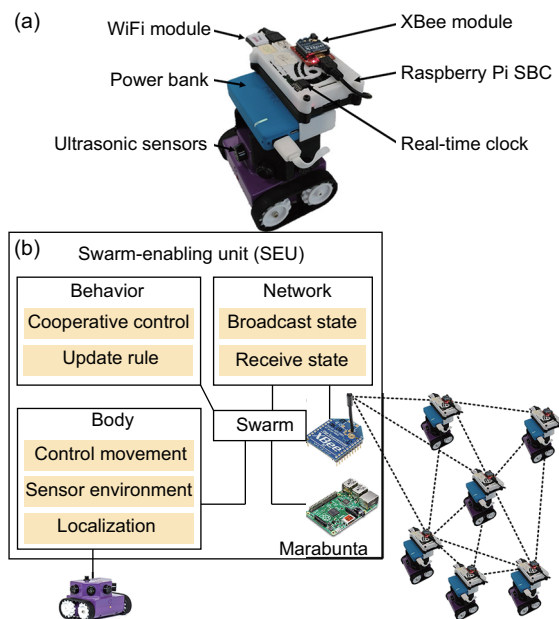 (a)
WiFi module
XBee module
Power bank
Raspberry Pi SBC
Ultrasonic sensors
Real-time clock
(b)
Swarm-enabling unit (SEU)
Behavior
Cooperative control
Update rule
Network
Broadcast state
Receive state
Swarm
XBee
Body
Control movement
Sensor environment
Localization
Marabunta